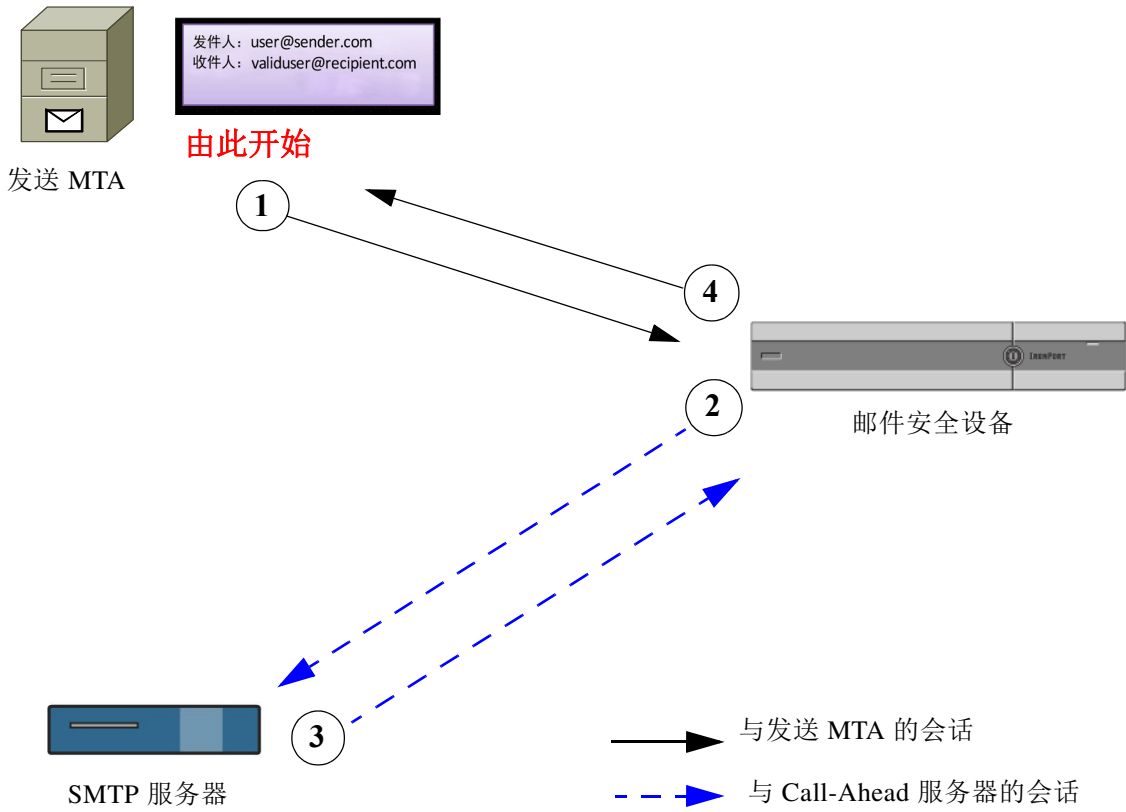 发件人：user@sender.com
收件人：validuser@recipient.com
由此开始
发送 MTA
1
4
IRONPORT
2
邮件安全设备
3
与发送 MTA 的会话
SMTP 服务器
与 Call-Ahead 服务器的会话